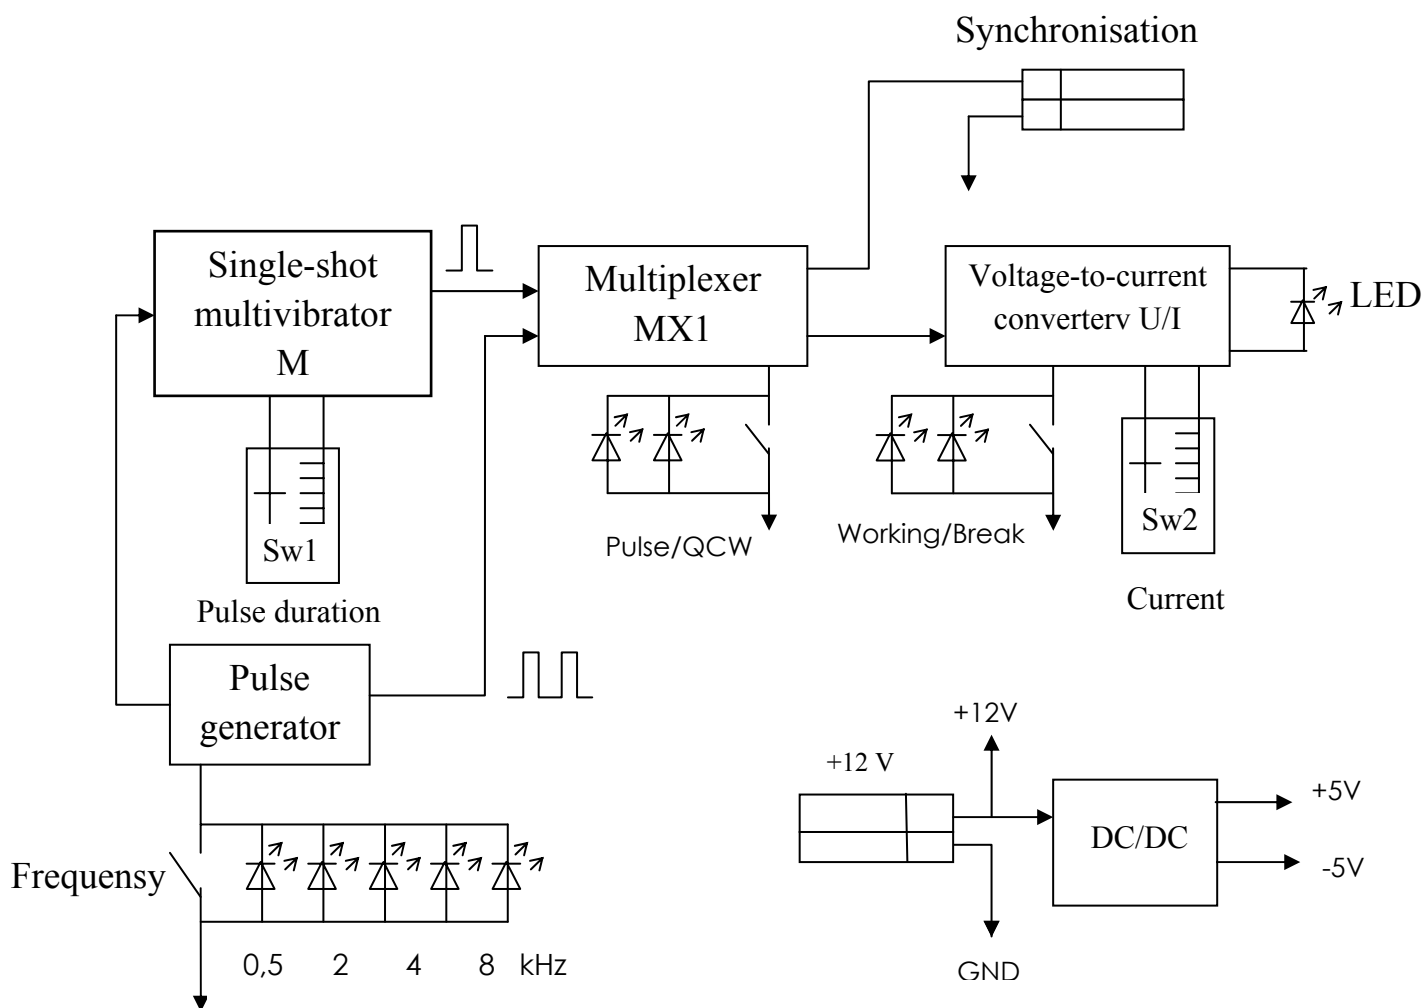 Synchronisation
Single-shot
multivibrator
M
Multiplexer
MX1
Voltage-to-current
converterv U/I
LED
Sw1
Pulse duration
Pulse/QCW
Working/Break
Sw2
Current
Pulse
generator
+12V
+12 V
DC/DC
+5V
-5V
GND
Frequensy
0,5 2 4 8 kHz